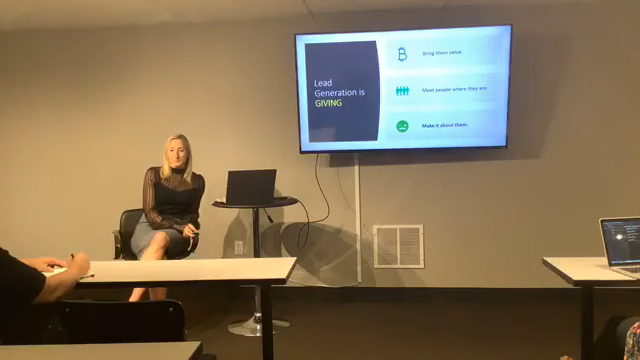 Lead
Generation is
GIVING
Bring them value
Meet people where they are.
Make it about them.